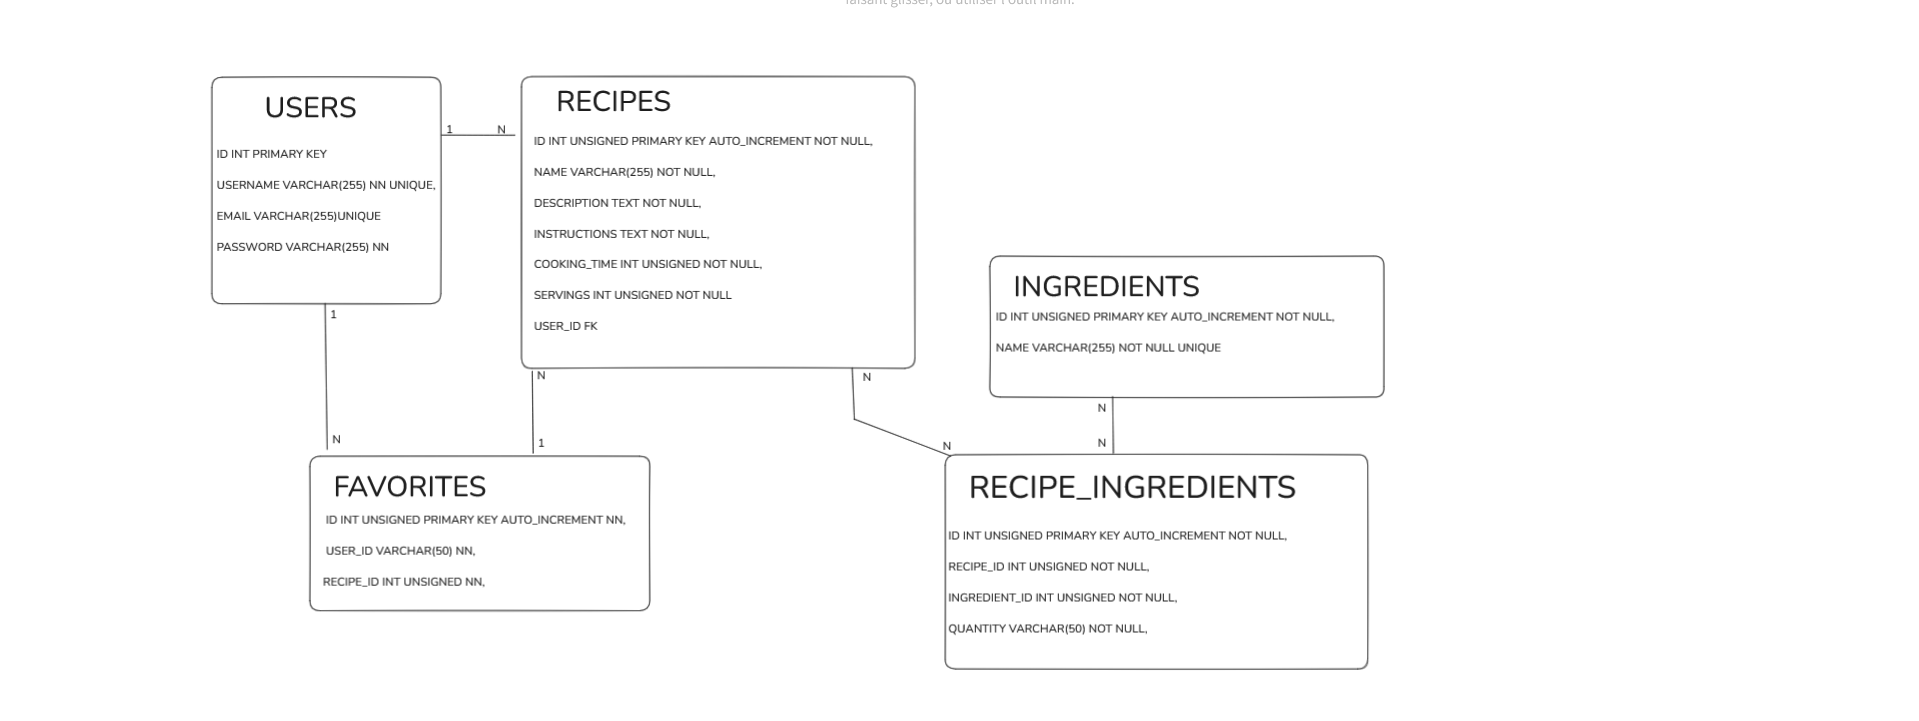 faisant glisser, ou utiliser l'outil main.
USERS
ID INT PRIMARY KEY
USERNAME VARCHAR(255) NN UNIQUE,
EMAIL VARCHAR(255)UNIQUE
PASSWORD VARCHAR(255) NN
1
N
RECIPES
ID INT UNSIGNED PRIMARY KEY AUTO_INCREMENT NOT NULL,
NAME VARCHAR(255) NOT NULL,
DESCRIPTION TEXT NOT NULL,
INSTRUCTIONS TEXT NOT NULL,
COOKING_TIME INT UNSIGNED NOT NULL,
SERVINGS INT UNSIGNED NOT NULL
USER_ID FK
INGREDIENTS
ID INT UNSIGNED PRIMARY KEY AUTO_INCREMENT NOT NULL,
NAME VARCHAR(255) NOT NULL UNIQUE
1
N
N
1
N
N
N
N
FAVORITES
ID INT UNSIGNED PRIMARY KEY AUTO_INCREMENT NN,
USER_ID VARCHAR(50) NN,
RECIPE_ID INT UNSIGNED NN,
RECIPE_INGREDIENTS
ID INT UNSIGNED PRIMARY KEY AUTO_INCREMENT NOT NULL,
RECIPE_ID INT UNSIGNED NOT NULL,
INGREDIENT_ID INT UNSIGNED NOT NULL,
QUANTITY VARCHAR(50) NOT NULL,